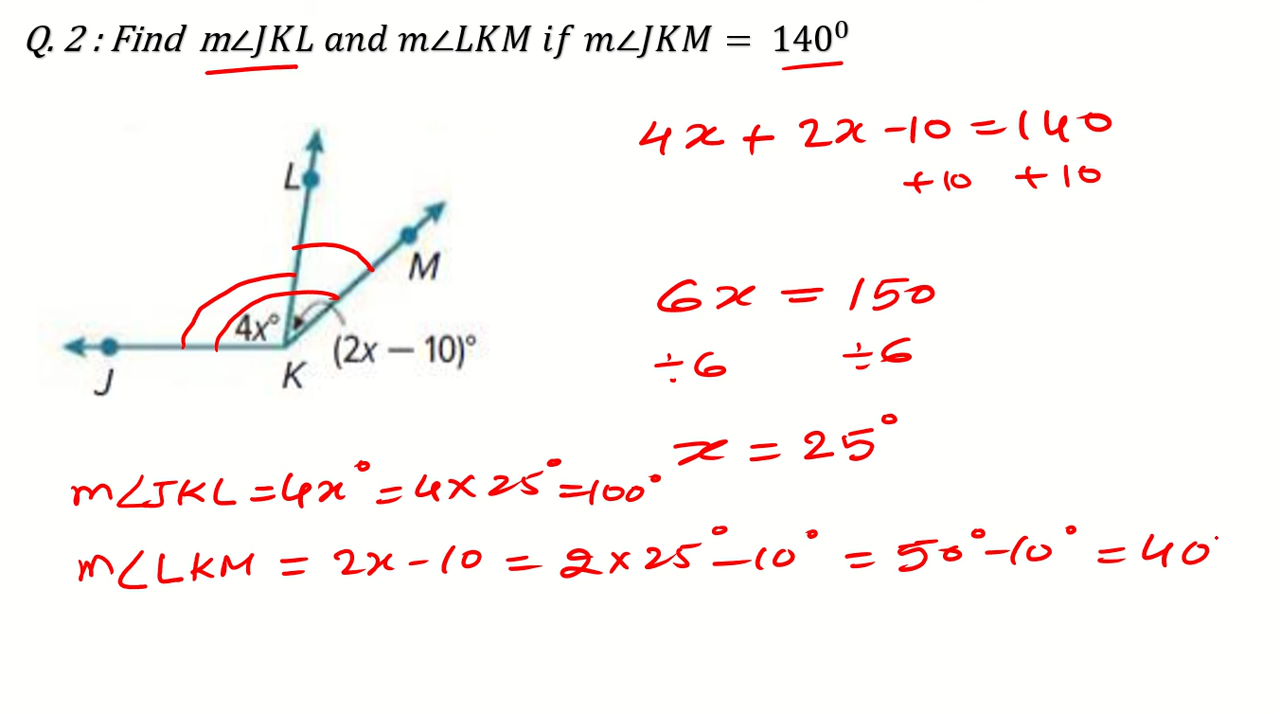 Q. 2 : Find m∠JKL and m∠LKM if m∠JKM = 140⁰
4x + 2x -10 = 140
+10 +10
L
M
6x = 150
4x°
(2x – 10)°
J
K
÷6 ÷6
x = 25°
m∠JKL = 4x° = 4 × 25° = 100°
m∠LKM = 2x - 10 = 2 × 25° - 10° = 50° - 10° = 40°